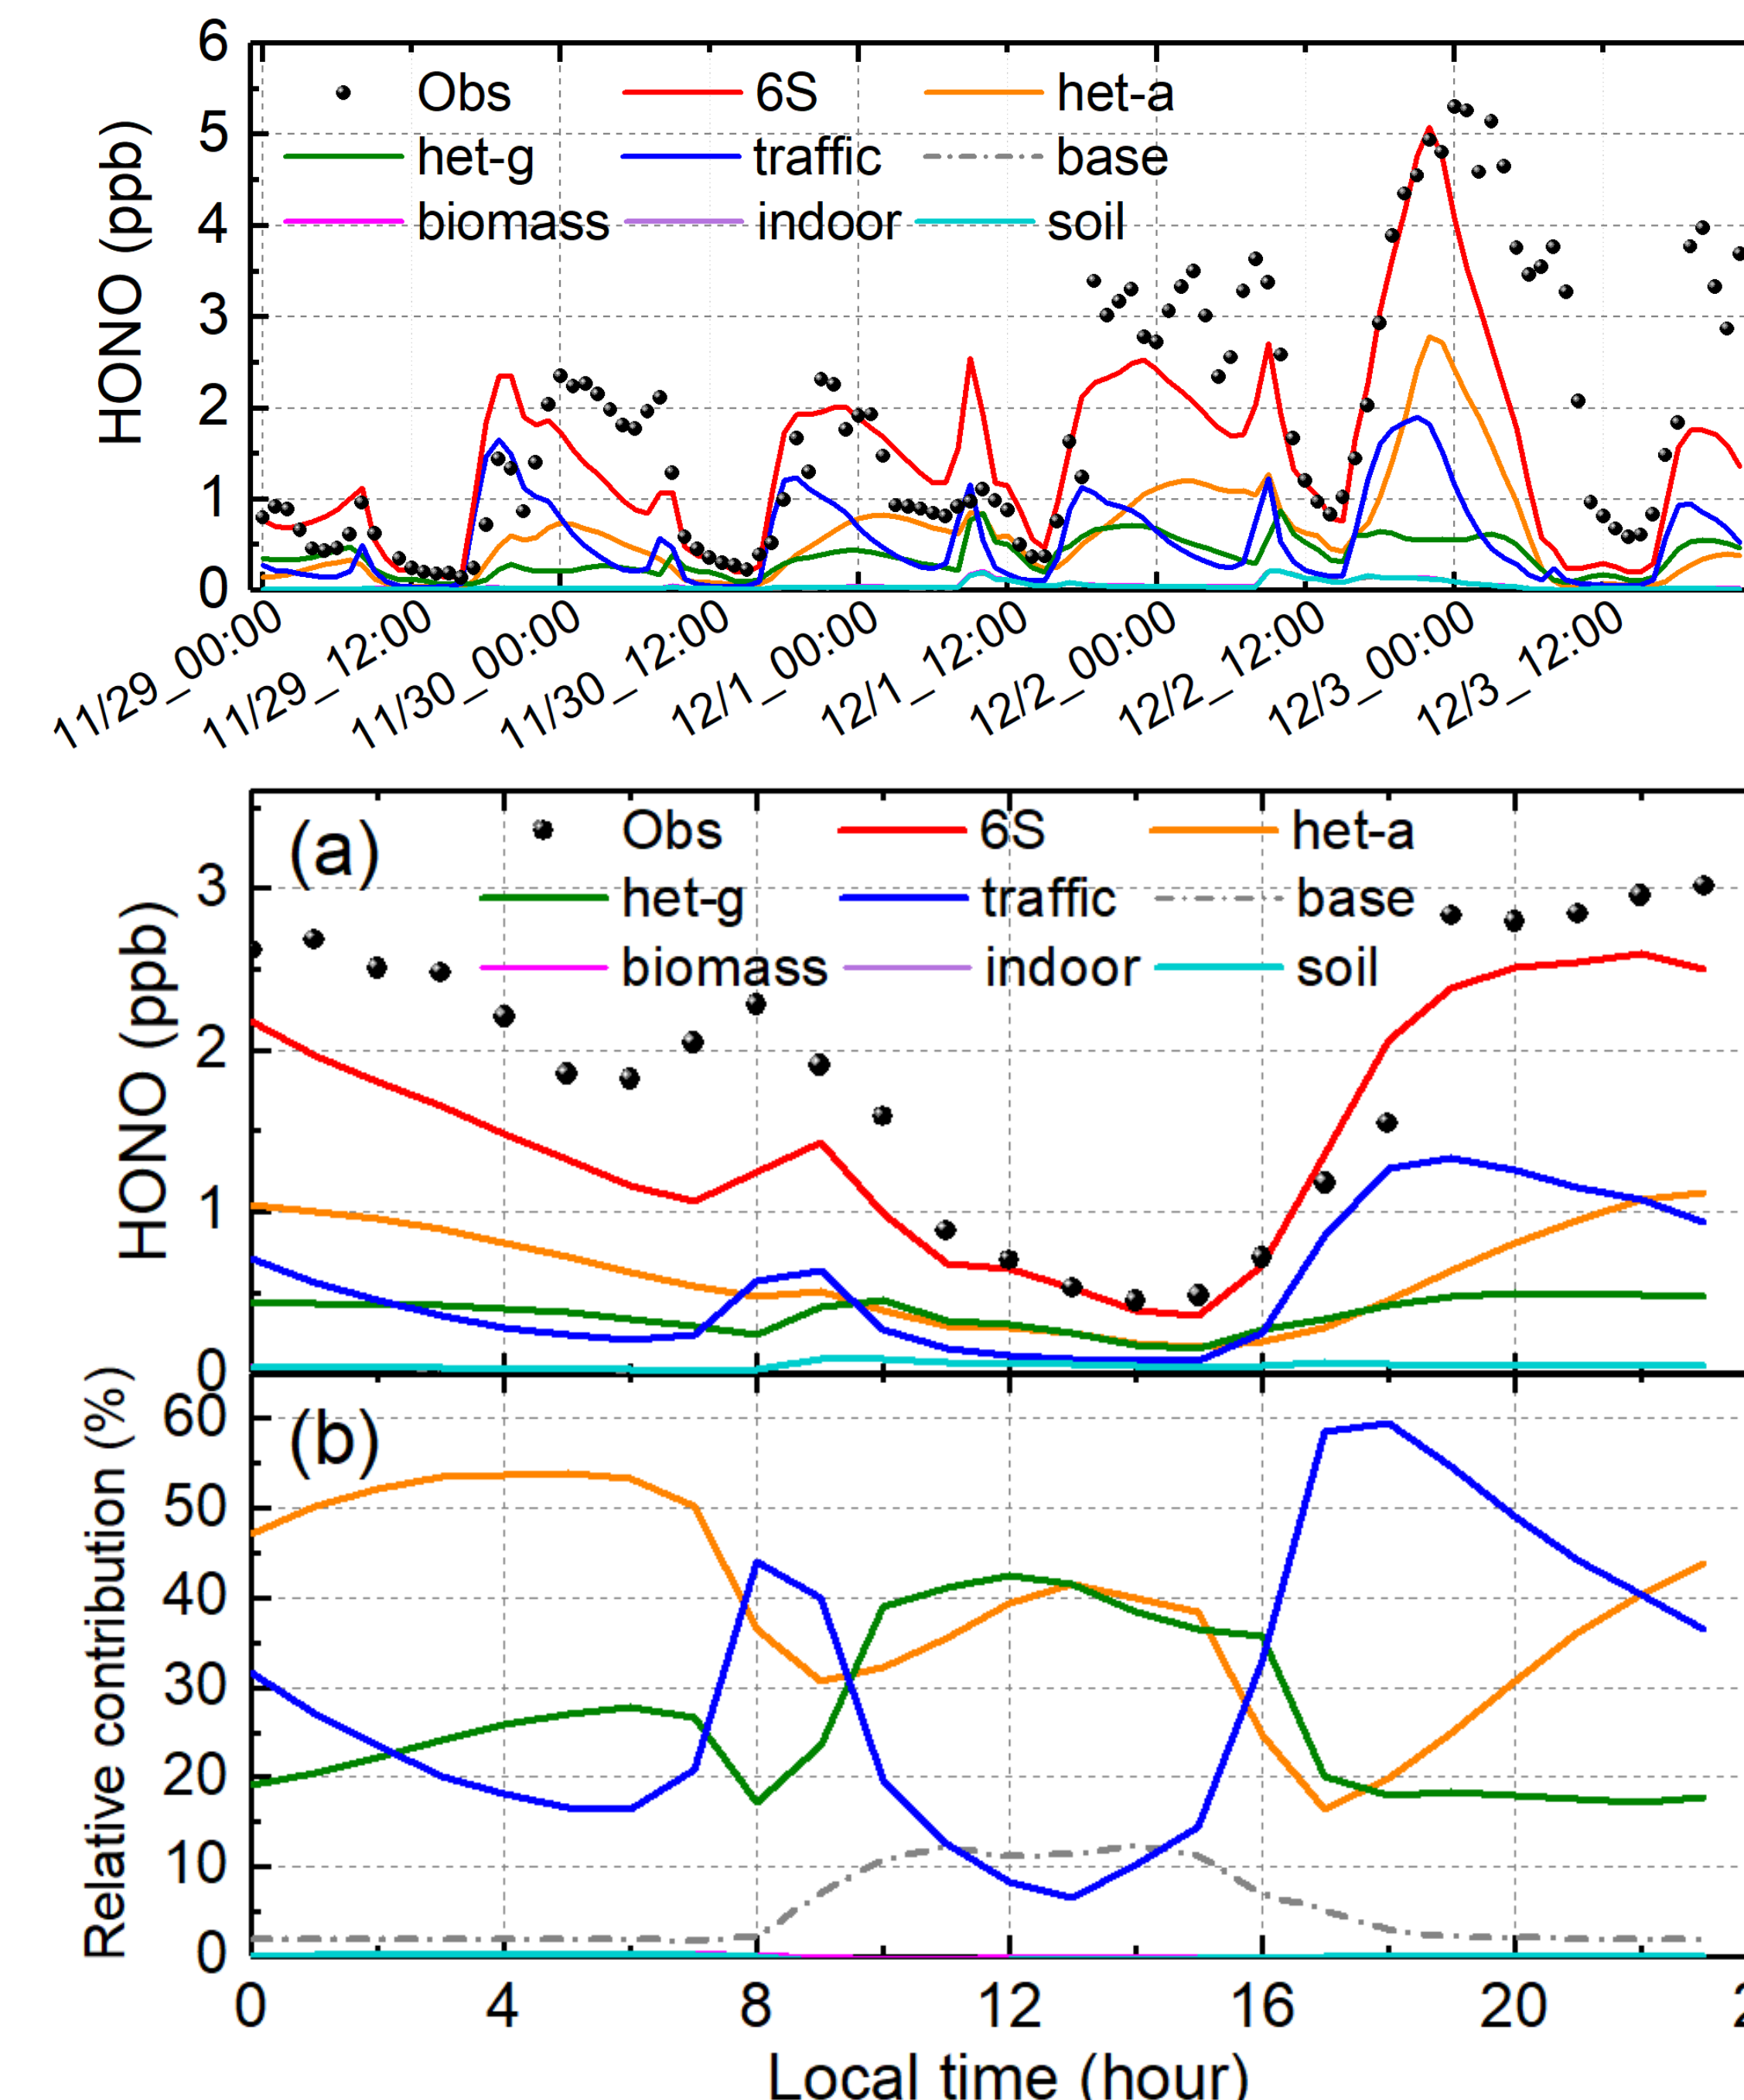 6
Obs 6S het-a
5
het-g traffic base
4
biomass indoor soil
3
2
1
0
HONO (ppb)
11/29_00:00 11/29_12:00 11/30_00:00 11/30_12:00 12/1_00:00 12/1_12:00 12/2_00:00 12/2_12:00 12/3_00:00 12/3_12:00
(a) Obs 6S het-a
3
het-g traffic base
biomass indoor soil
2
1
0
HONO (ppb)
60
(b)
50
40
30
20
10
0
Relative contribution (%)
0 4 8 12 16 20
Local time (hour)